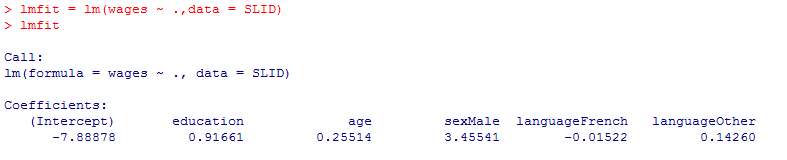 > lmfit = lm(wages ~ .,data = SLID)
> lmfit
Call:
lm(formula = wages ~ ., data = SLID)
Coefficients:
(Intercept) education age sexMale languageFrench languageOther
-7.88878 0.91661 0.25514 3.45541 -0.01522 0.14260